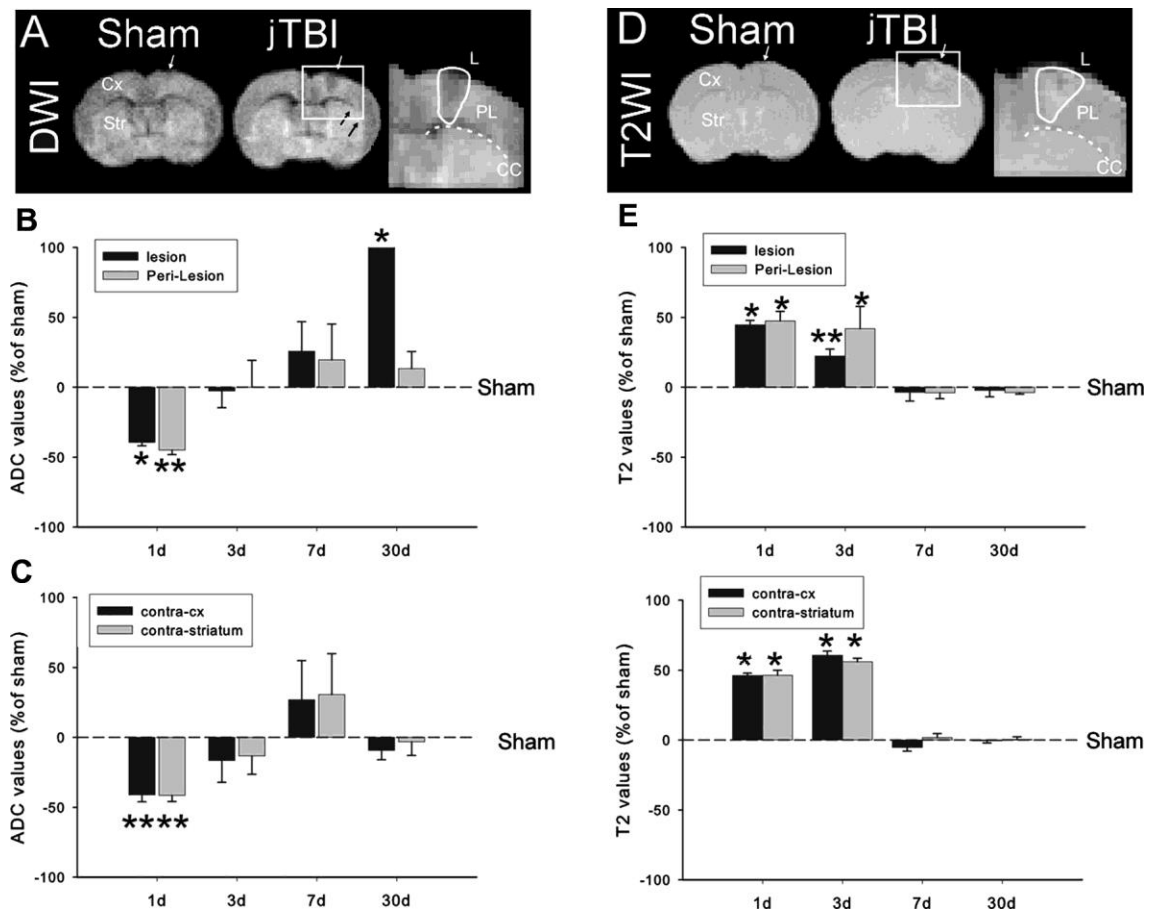 A
Sham
jTBI
DWI
Cx
Str
L
PL
CC
D
Sham
jTBI
T2WI
Cx
Str
L
PL
CC
B
ADC values (%of sham)
100
50
0
-50
-100
lesion
Peri-Lesion
*
* **
Sham
1d 3d 7d 30d
E
T2 values (%of sham)
100
50
0
-50
-100
lesion
Peri-Lesion
* * ** *
Sham
1d 3d 7d 30d
C
ADC values (%of sham)
100
50
0
-50
-100
contra-cx
contra-striatum
****
Sham
1d 3d 7d 30d
T2 values (%of sham)
100
50
0
-50
-100
contra-cx
contra-striatum
* * * *
Sham
1d 3d 7d 30d